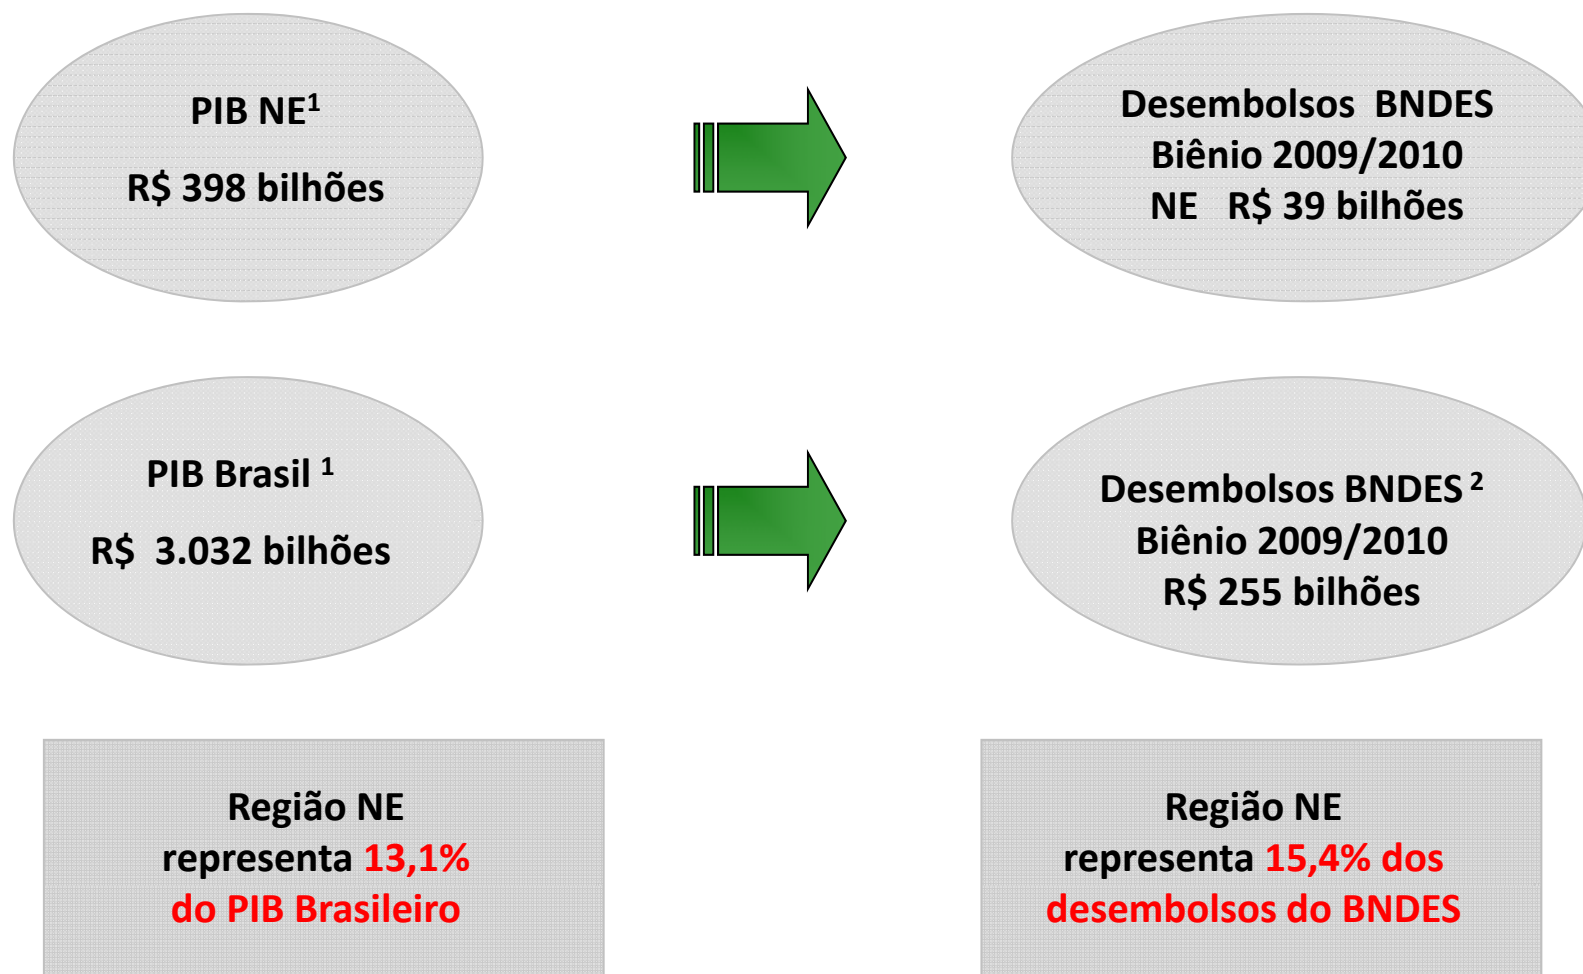 PIB NE¹
R$ 398 bilhões
Desembolsos BNDES
Biênio 2009/2010
NE R$ 39 bilhões
PIB Brasil ¹
R$ 3.032 bilhões
Desembolsos BNDES ²
Biênio 2009/2010
R$ 255 bilhões
Região NE
representa 13,1%
do PIB Brasileiro
Região NE
representa 15,4% dos
desembolsos do BNDES